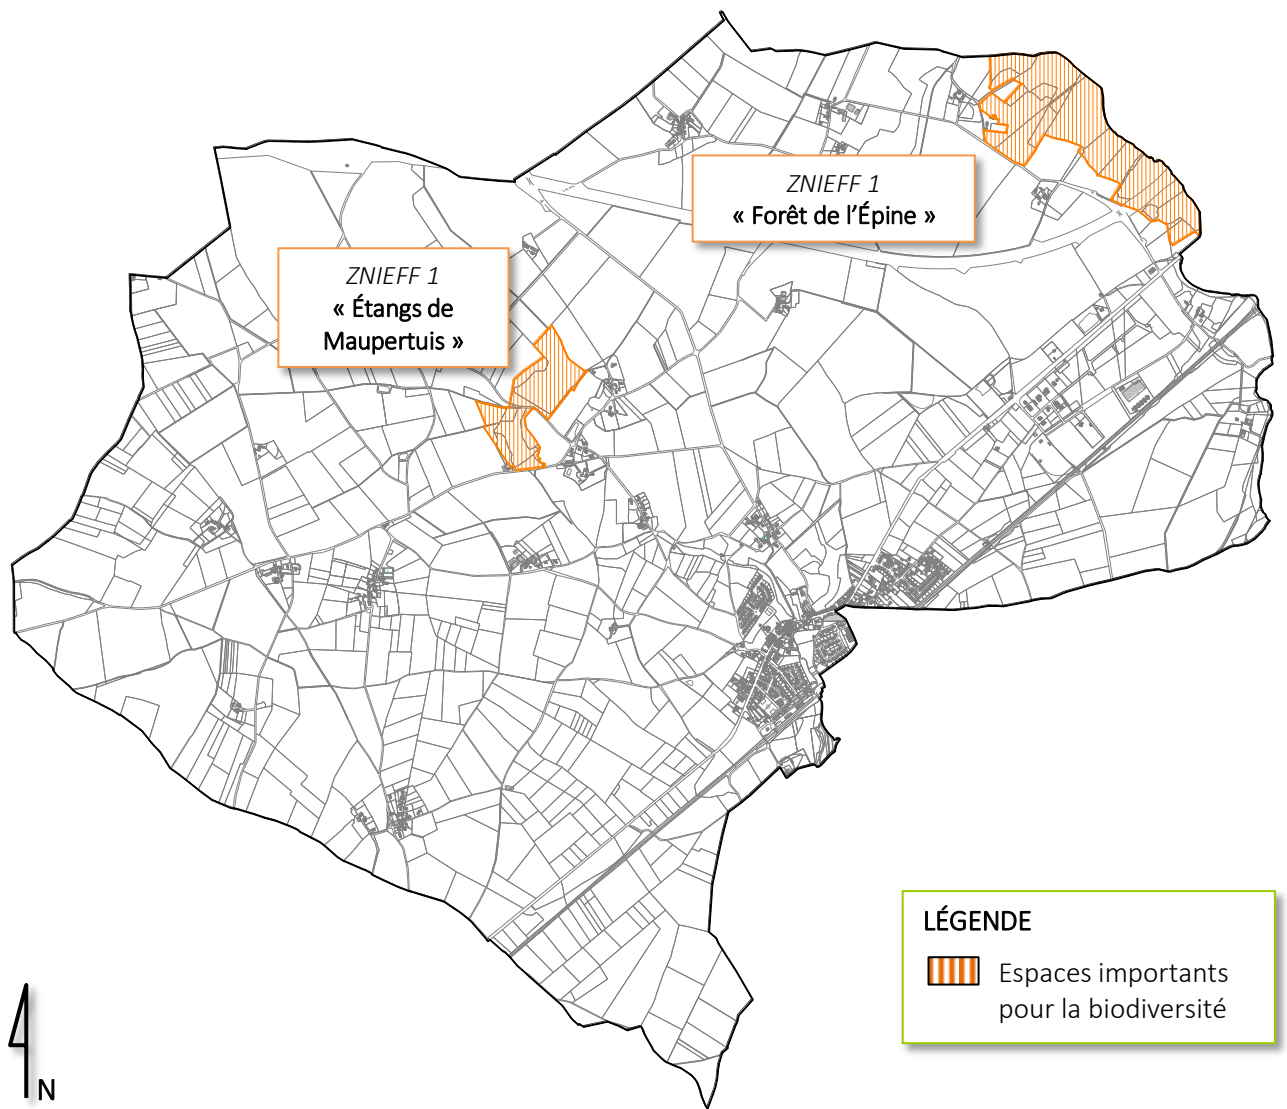 ZNIEFF 1
« Forêt de l’Épine »
ZNIEFF 1
« Étangs de
Maupertuis »
LÉGENDE
Espaces importants
pour la biodiversité
N